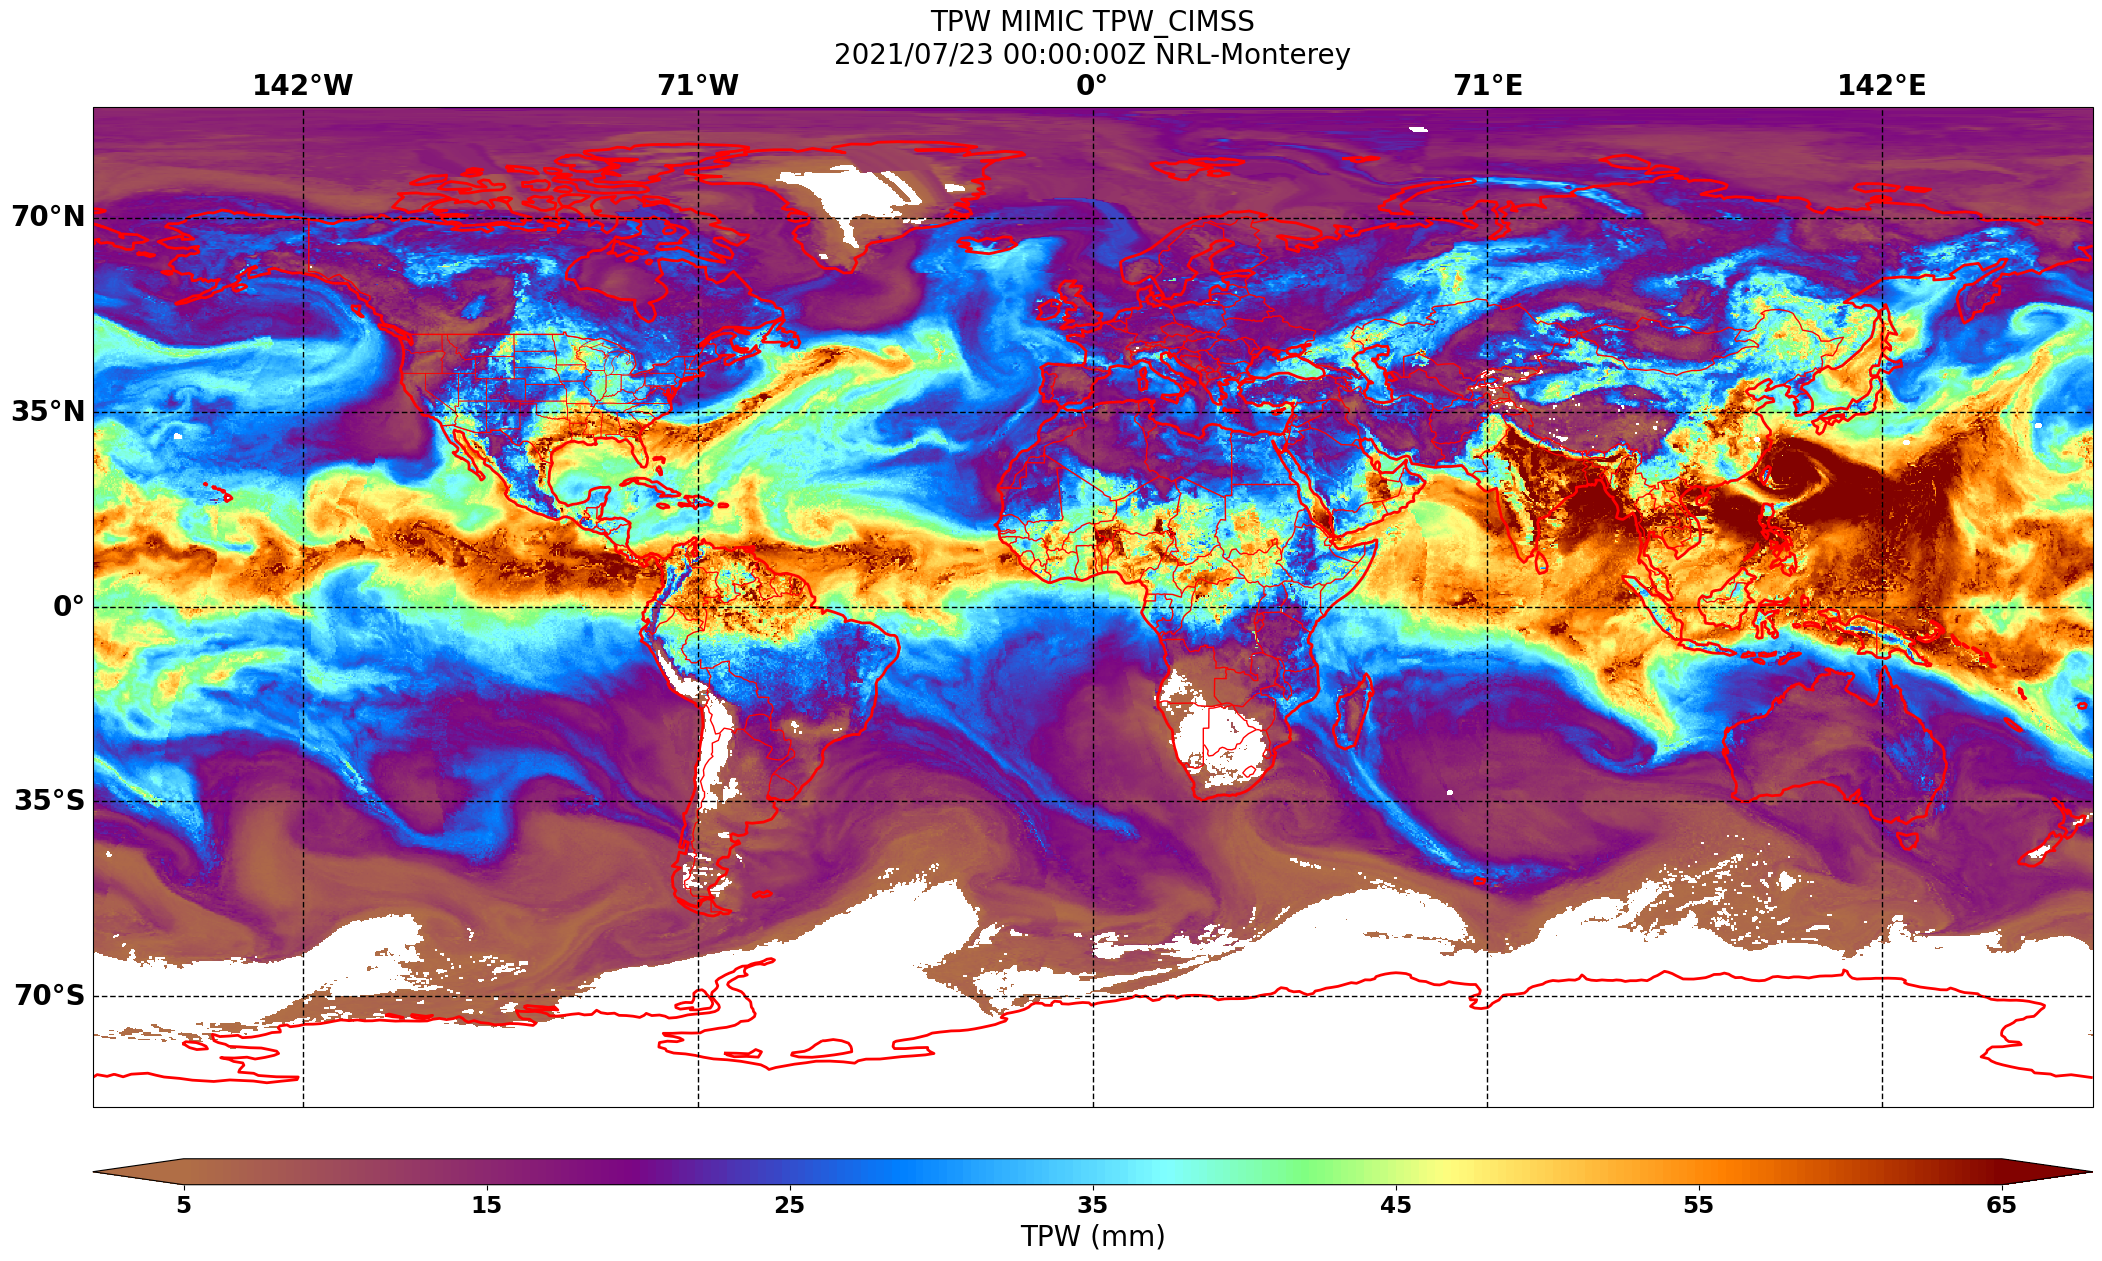 TPW MIMIC TPW_CIMSS
2021/07/23 00:00:00Z NRL-Monterey
142°W 71°W 0° 71°E 142°E
70°N
35°N
0°
35°S
70°S
5 15 25 35 45 55 65
TPW (mm)